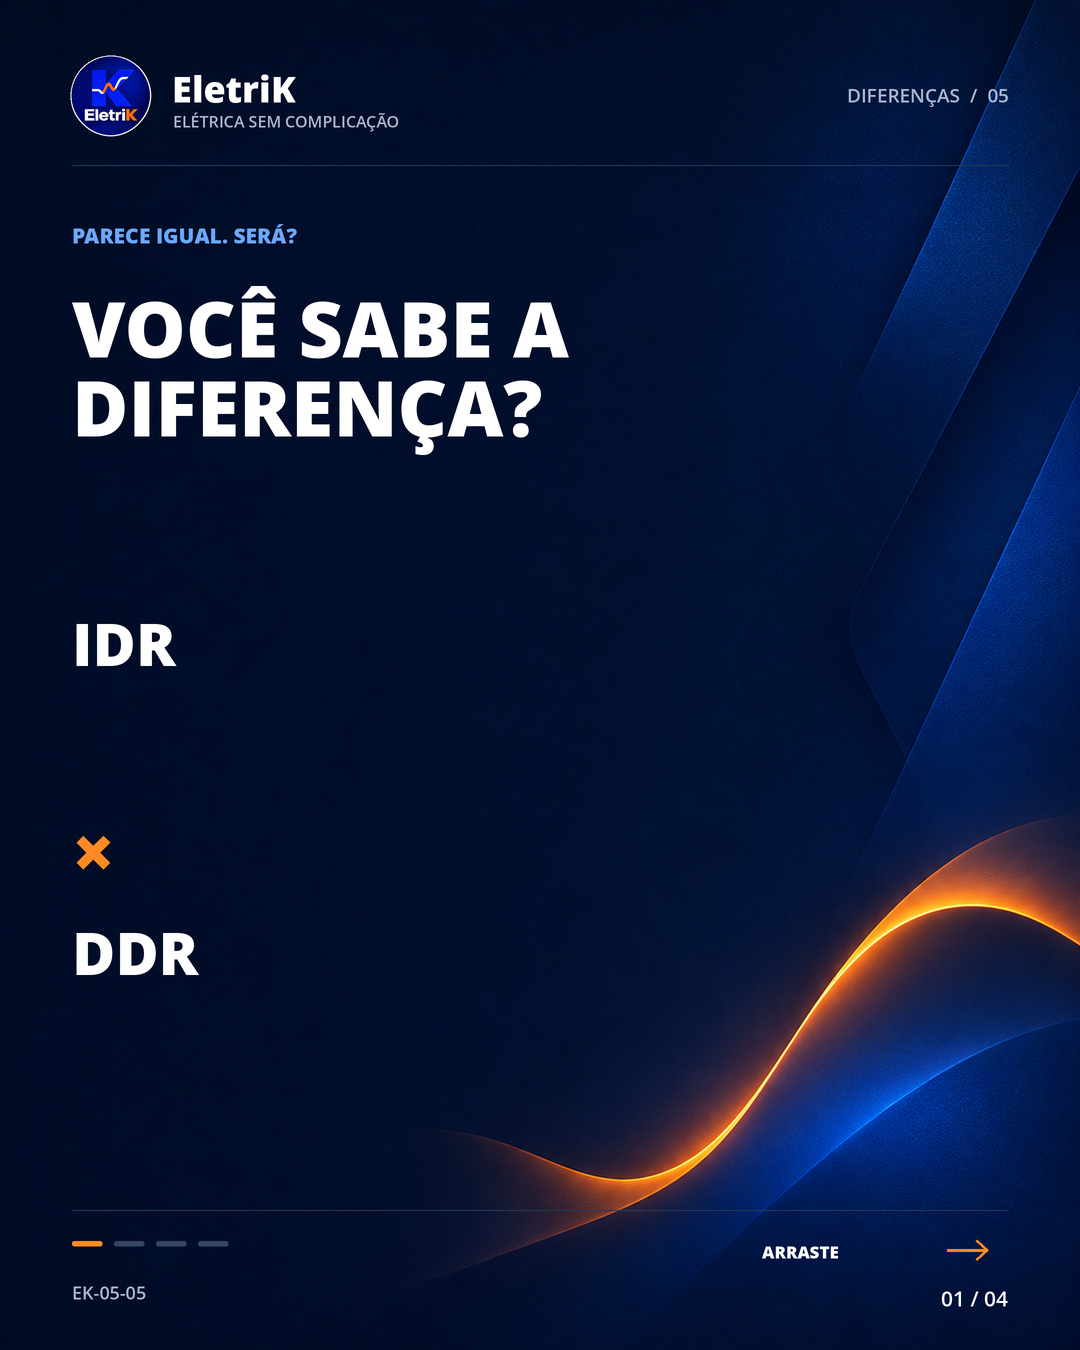 K
EletriK
EletriK
ELÉTRICA SEM COMPLICAÇÃO
DIFERENÇAS / 05
PARECE IGUAL. SERÁ?
VOCÊ SABE A
DIFERENÇA?
IDR
×
DDR
ARRASTE →
EK-05-05
01 / 04